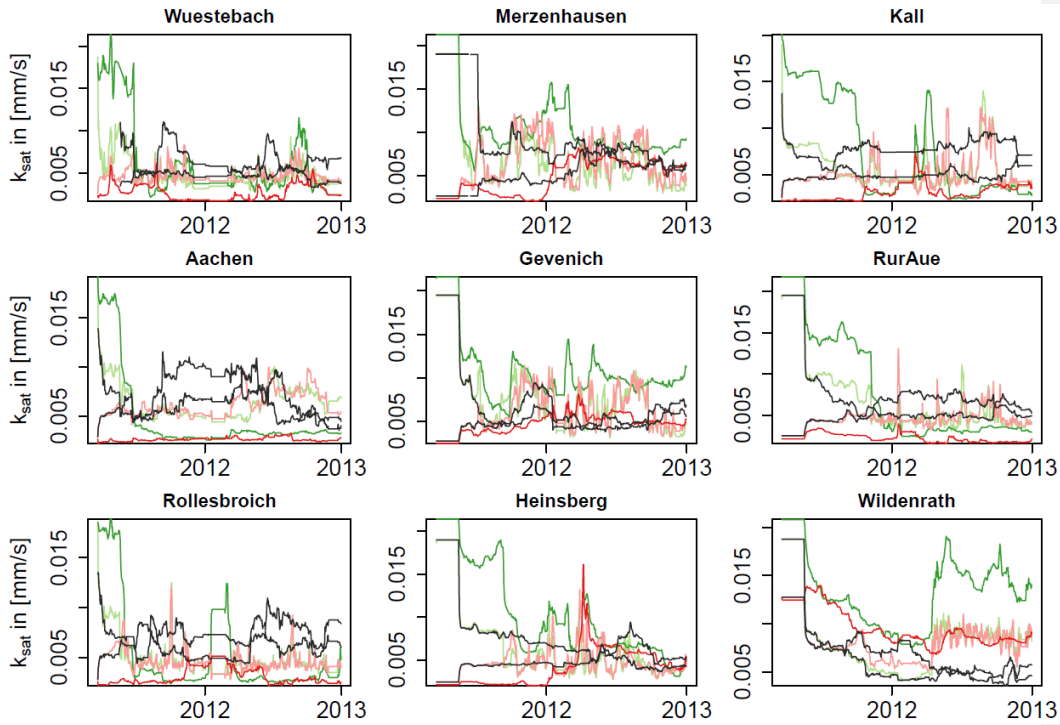 Wuestebach Merzenhausen Kall
k_sat in [mm/s] 0.015 0.005 0.015 0.005 0.015 0.005
2012 2013 2012 2013 2012 2013
Aachen Gevenich RurAue
k_sat in [mm/s] 0.015 0.005 0.015 0.005 0.015 0.005
2012 2013 2012 2013 2012 2013
Rollesbroich Heinsberg Wildenrath
k_sat in [mm/s] 0.015 0.005 0.015 0.005 0.015 0.005
2012 2013 2012 2013 2012 2013